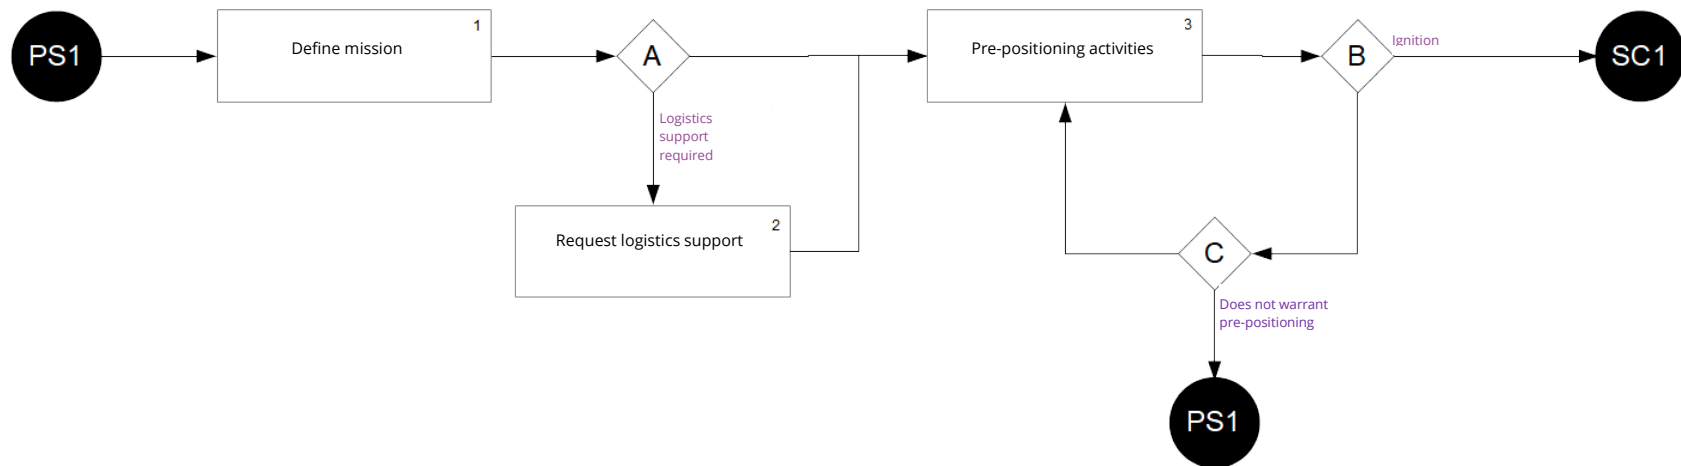 PS1
Define mission
1
A
Pre-positioning activities
3
B
Ignition
SC1
Logistics
support
required
Request logistics support
2
C
Does not warrant
pre-positioning
PS1